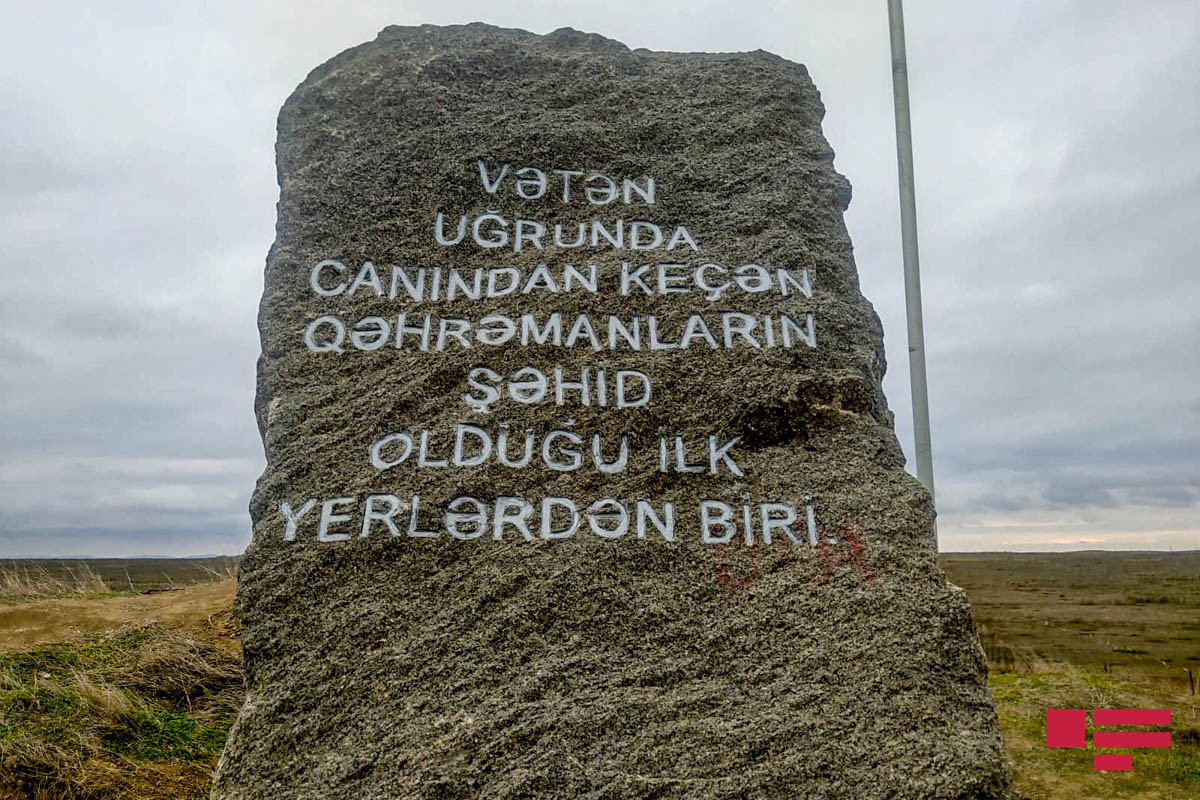 VƏTƏN
UĞRUNDA
CANINDAN KEÇƏN
QƏHRƏMANLARIN
ŞƏHİD
OLDUĞU İLK
YERLƏRDƏN BİRİ.